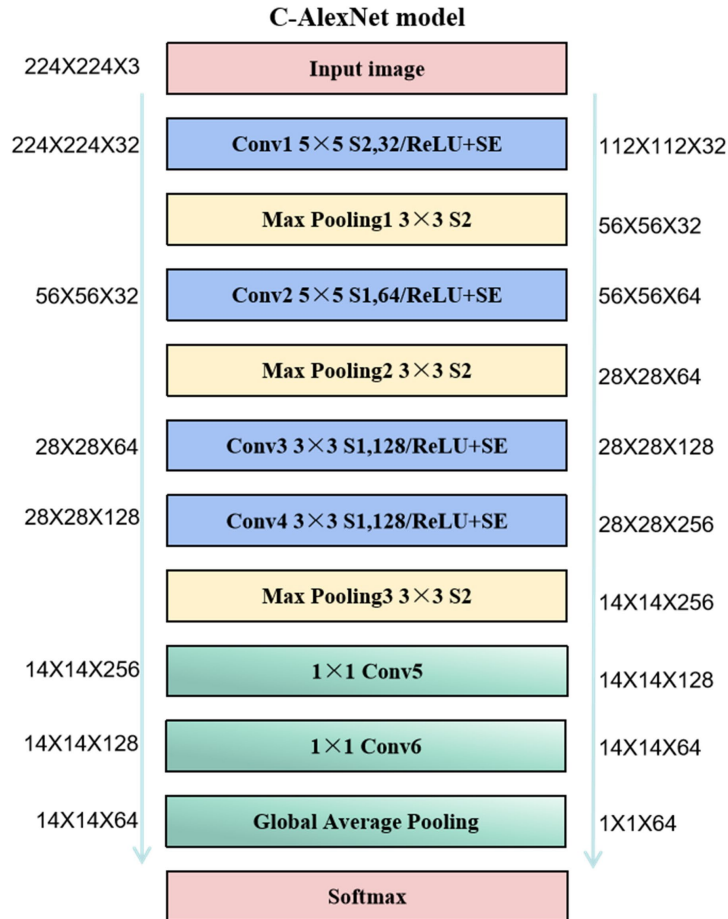 C-AlexNet model
224X224X3
Input image
224X224X32
Conv1 5×5 S2,32/ReLU+SE
112X112X32
Max Pooling1 3×3 S2
56X56X32
56X56X32
Conv2 5×5 S1,64/ReLU+SE
56X56X64
Max Pooling2 3×3 S2
28X28X64
28X28X64
Conv3 3×3 S1,128/ReLU+SE
28X28X128
28X28X128
Conv4 3×3 S1,128/ReLU+SE
28X28X256
Max Pooling3 3×3 S2
14X14X256
14X14X256
1×1 Conv5
14X14X128
14X14X128
1×1 Conv6
14X14X64
14X14X64
Global Average Pooling
1X1X64
Softmax